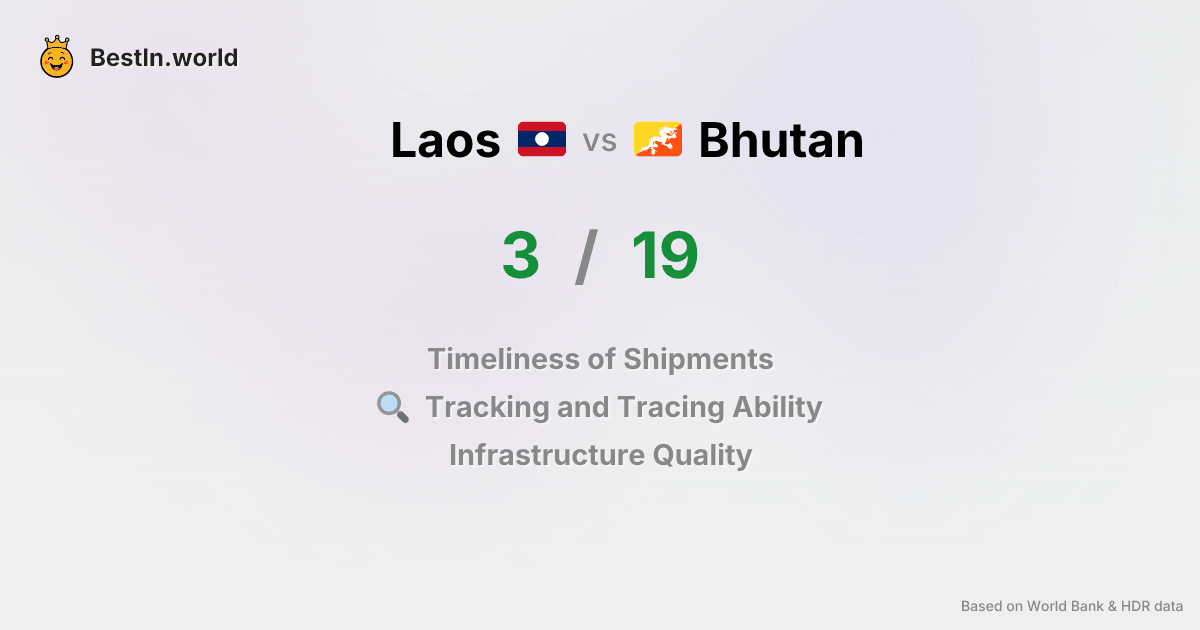 BestIn.world
Laos vs Bhutan
3 / 19
Timeliness of Shipments
Tracking and Tracing Ability
Infrastructure Quality
Based on World Bank & HDR data